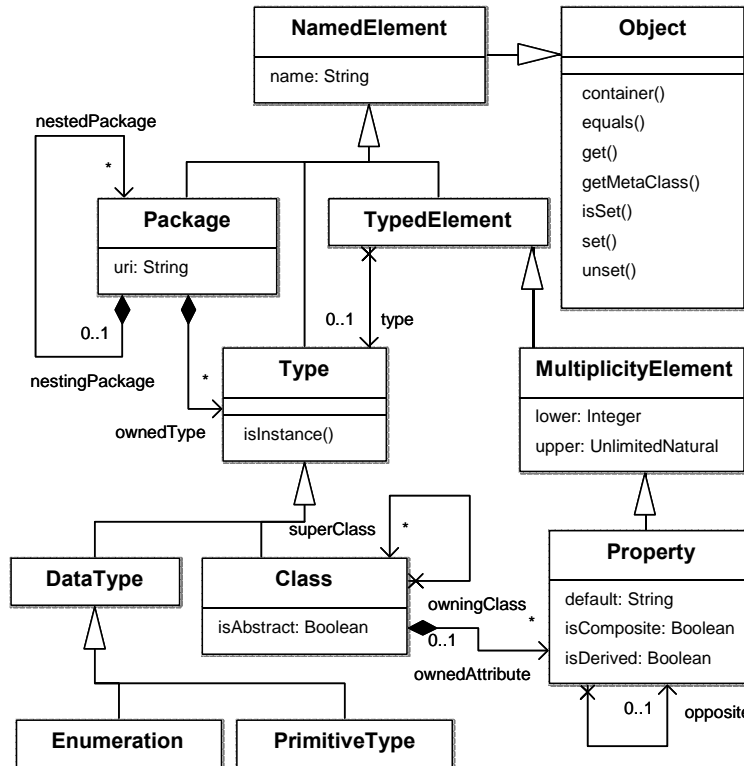 NamedElement
name: String
Object
container()
equals()
get()
getMetaClass()
isSet()
set()
unset()
nestedPackage
*
Package
uri: String
TypedElement
0..1
nestingPackage
*
ownedType
0..1
type
Type
isInstance()
MultiplicityElement
lower: Integer
upper: UnlimitedNatural
superClass
*
DataType
Class
isAbstract: Boolean
owningClass
0..1
*
ownedAttribute
Property
default: String
isComposite: Boolean
isDerived: Boolean
0..1
opposite
Enumeration
PrimitiveType